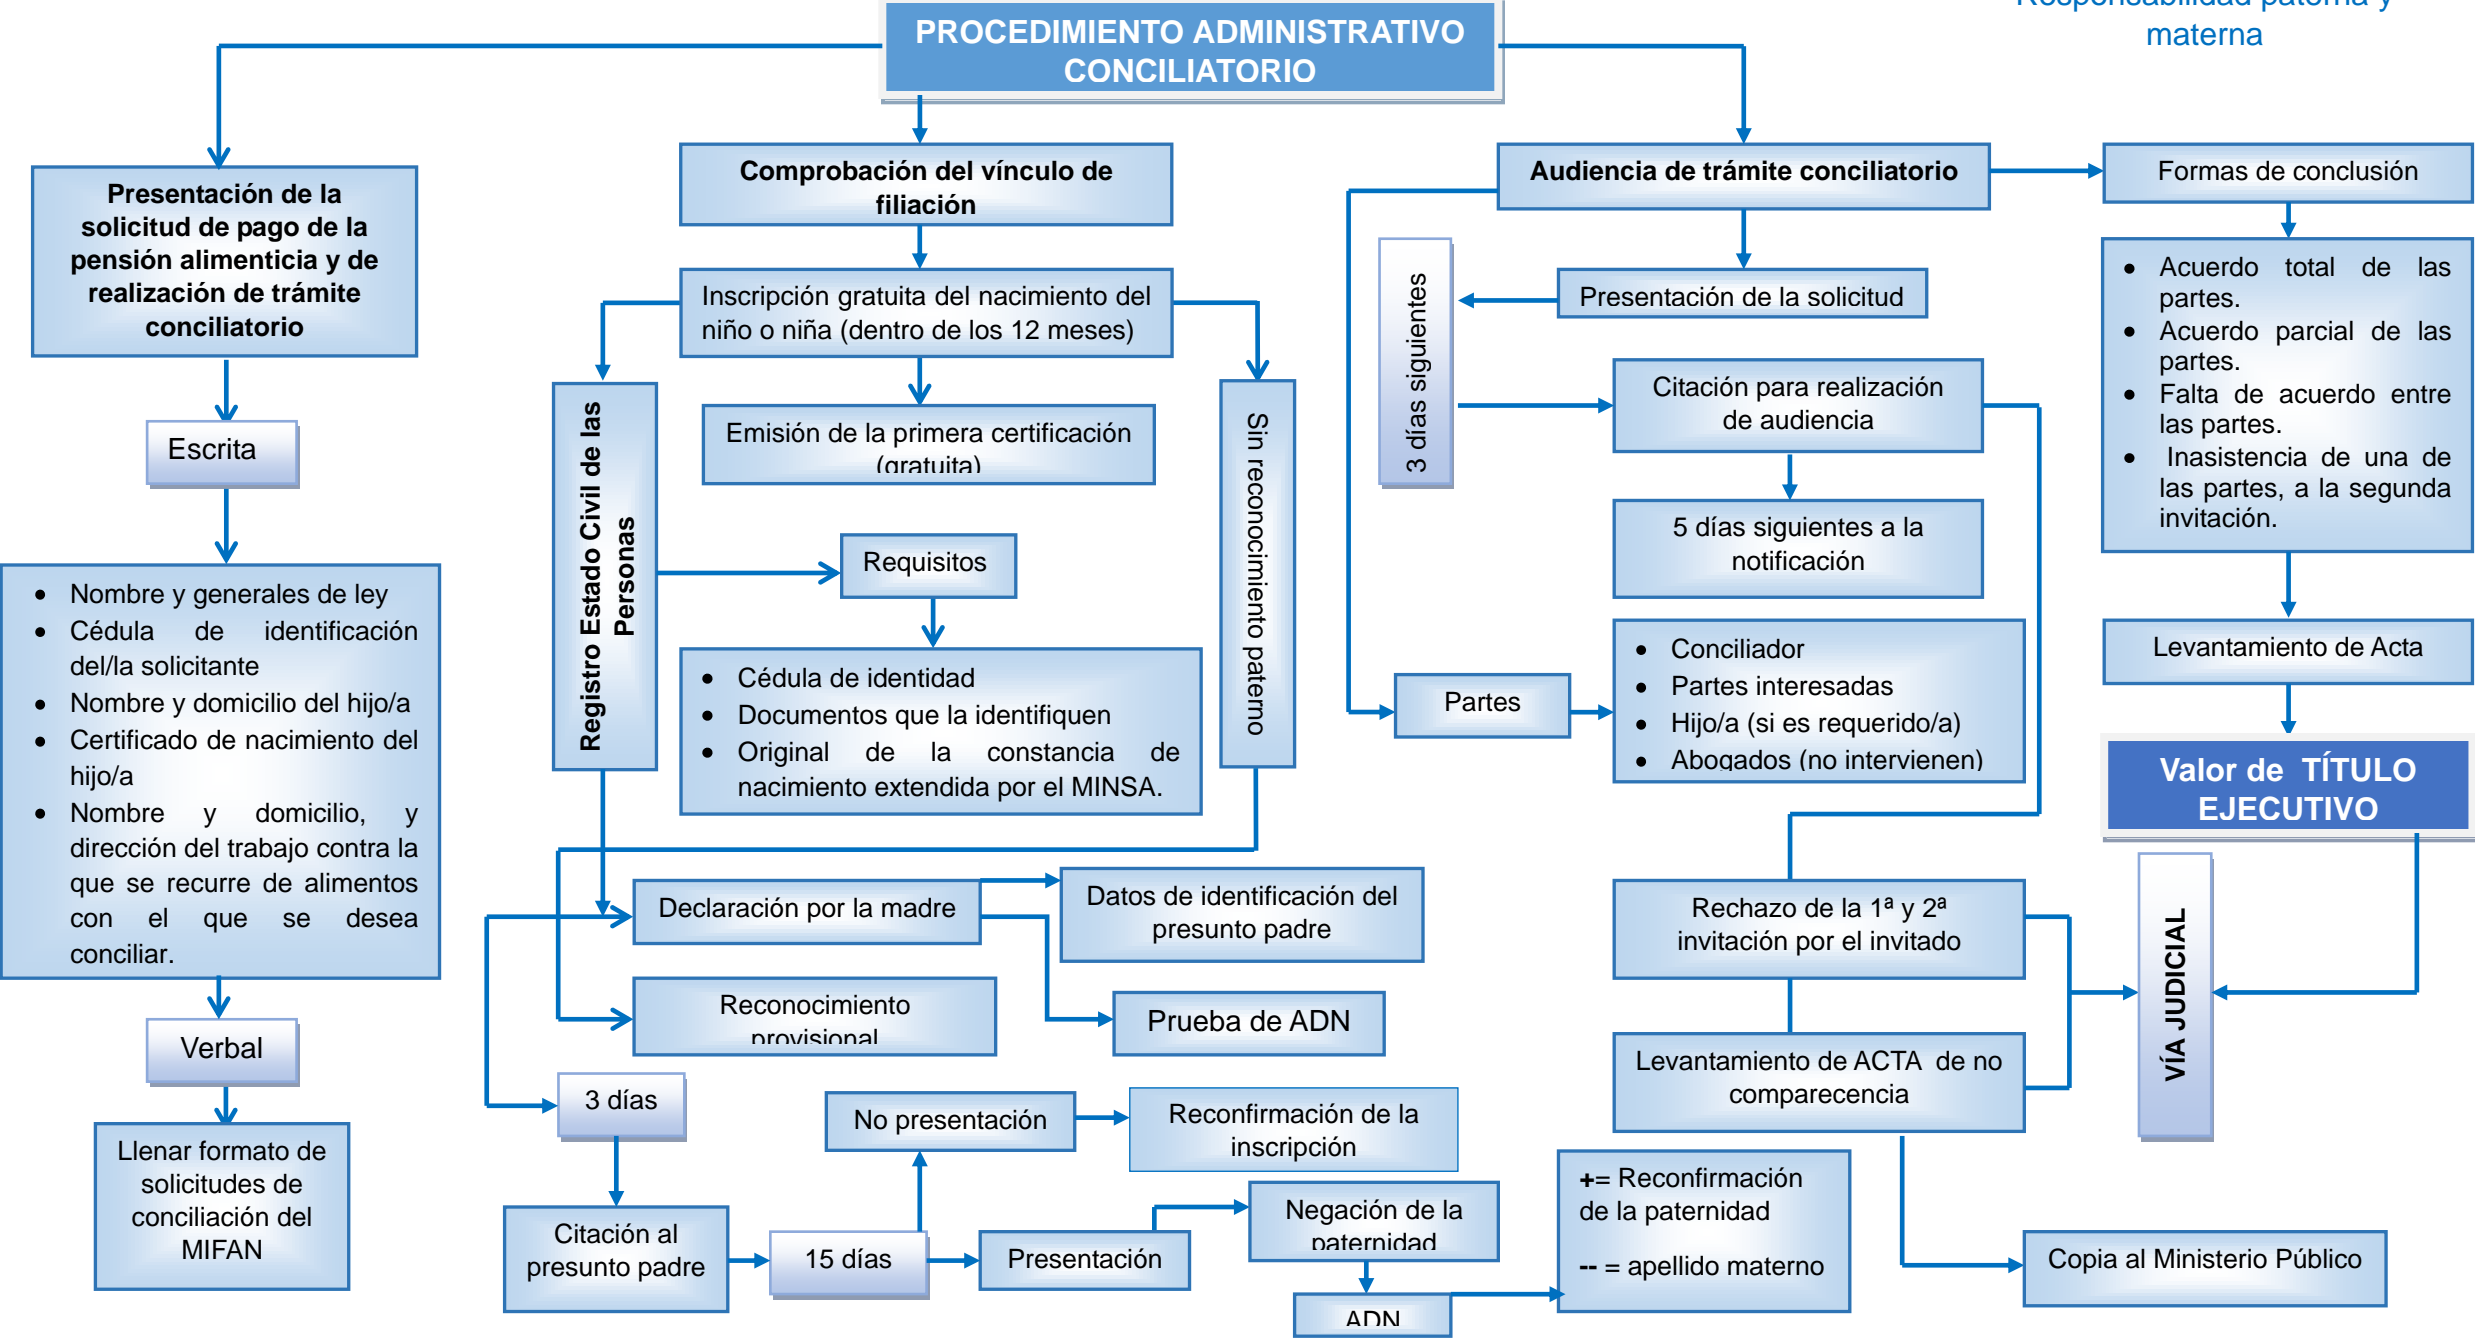 Responsabilidad paterna y
materna
PROCEDIMIENTO ADMINISTRATIVO
CONCILIATORIO
Presentación de la
solicitud de pago de la
pensión alimenticia y de
realización de trámite
conciliatorio
Escrita
• Nombre y generales de ley
• Cédula de identificación
del/la solicitante
• Nombre y domicilio del hijo/a
• Certificado de nacimiento del
hijo/a
• Nombre y domicilio, y
dirección del trabajo contra la
que se recurre de alimentos
con el que se desea
conciliar.
Verbal
Llenar formato de
solicitudes de
conciliación del
MIFAN
Comprobación del vínculo de
filiación
Inscripción gratuita del nacimiento del
niño o niña (dentro de los 12 meses)
Emisión de la primera certificación
(gratuita)
Registro Estado Civil de las
Personas
Sin reconocimiento paterno
Requisitos
• Cédula de identidad
• Documentos que la identifiquen
• Original de la constancia de
nacimiento extendida por el MINSA.
Declaración por la madre
Datos de identificación del
presunto padre
Reconocimiento
provisional
Prueba de ADN
3 días
No presentación
Reconfirmación de la
inscripción
Citación al
presunto padre
15 días
Presentación
Negación de la
paternidad
ADN
+= Reconfirmación
de la paternidad
-- = apellido materno
Audiencia de trámite conciliatorio
3 días siguientes
Presentación de la solicitud
Citación para realización
de audiencia
5 días siguientes a la
notificación
Partes
• Conciliador
• Partes interesadas
• Hijo/a (si es requerido/a)
• Abogados (no intervienen)
Rechazo de la 1ª y 2ª
invitación por el invitado
Levantamiento de ACTA de no
comparecencia
Copia al Ministerio Público
Formas de conclusión
• Acuerdo total de las
partes.
• Acuerdo parcial de las
partes.
• Falta de acuerdo entre
las partes.
• Inasistencia de una de
las partes, a la segunda
invitación.
Levantamiento de Acta
Valor de TÍTULO
EJECUTIVO
VÍA JUDICIAL